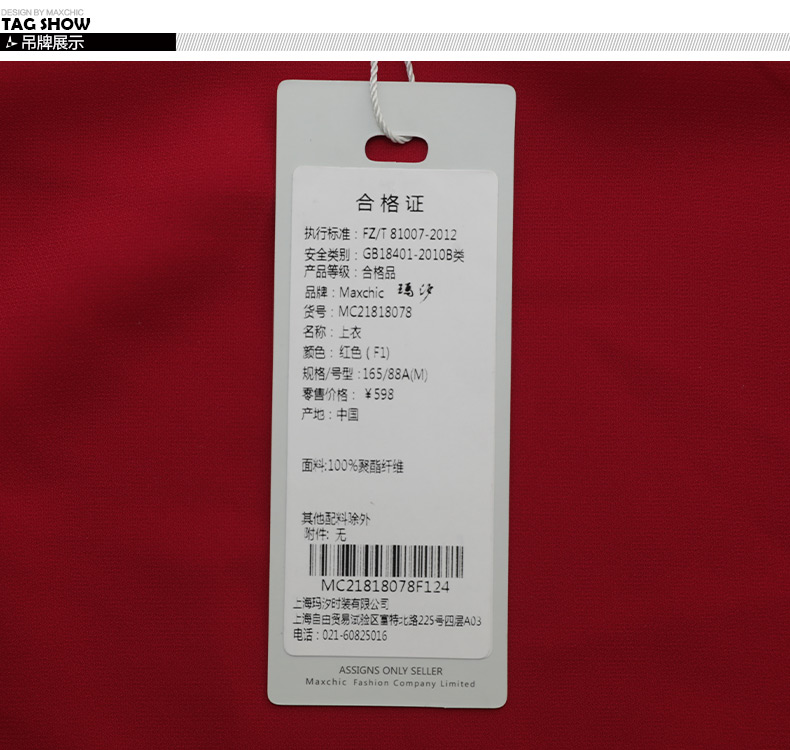 DESIGN BY MAXCHIC
TAG SHOW
吊牌展示
合格证
执行标准：FZ/T 81007-2012
安全类别：GB18401-2010B类
产品等级：合格品
品牌：Maxchic 玛汐
货号：MC21818078
名称：上衣
颜色：红色（F1)
规格/号型：165/88A(M)
零售价格：￥598
产地：中国
面料:100%聚酯纤维
其他配料除外
附件: 无
MC21818078F124
上海玛汐时装有限公司
上海自由贸易试验区富特北路225号四层A03
电话：021-60825016
ASSIGNS ONLY SELLER
Maxchic Fashion Company Limited